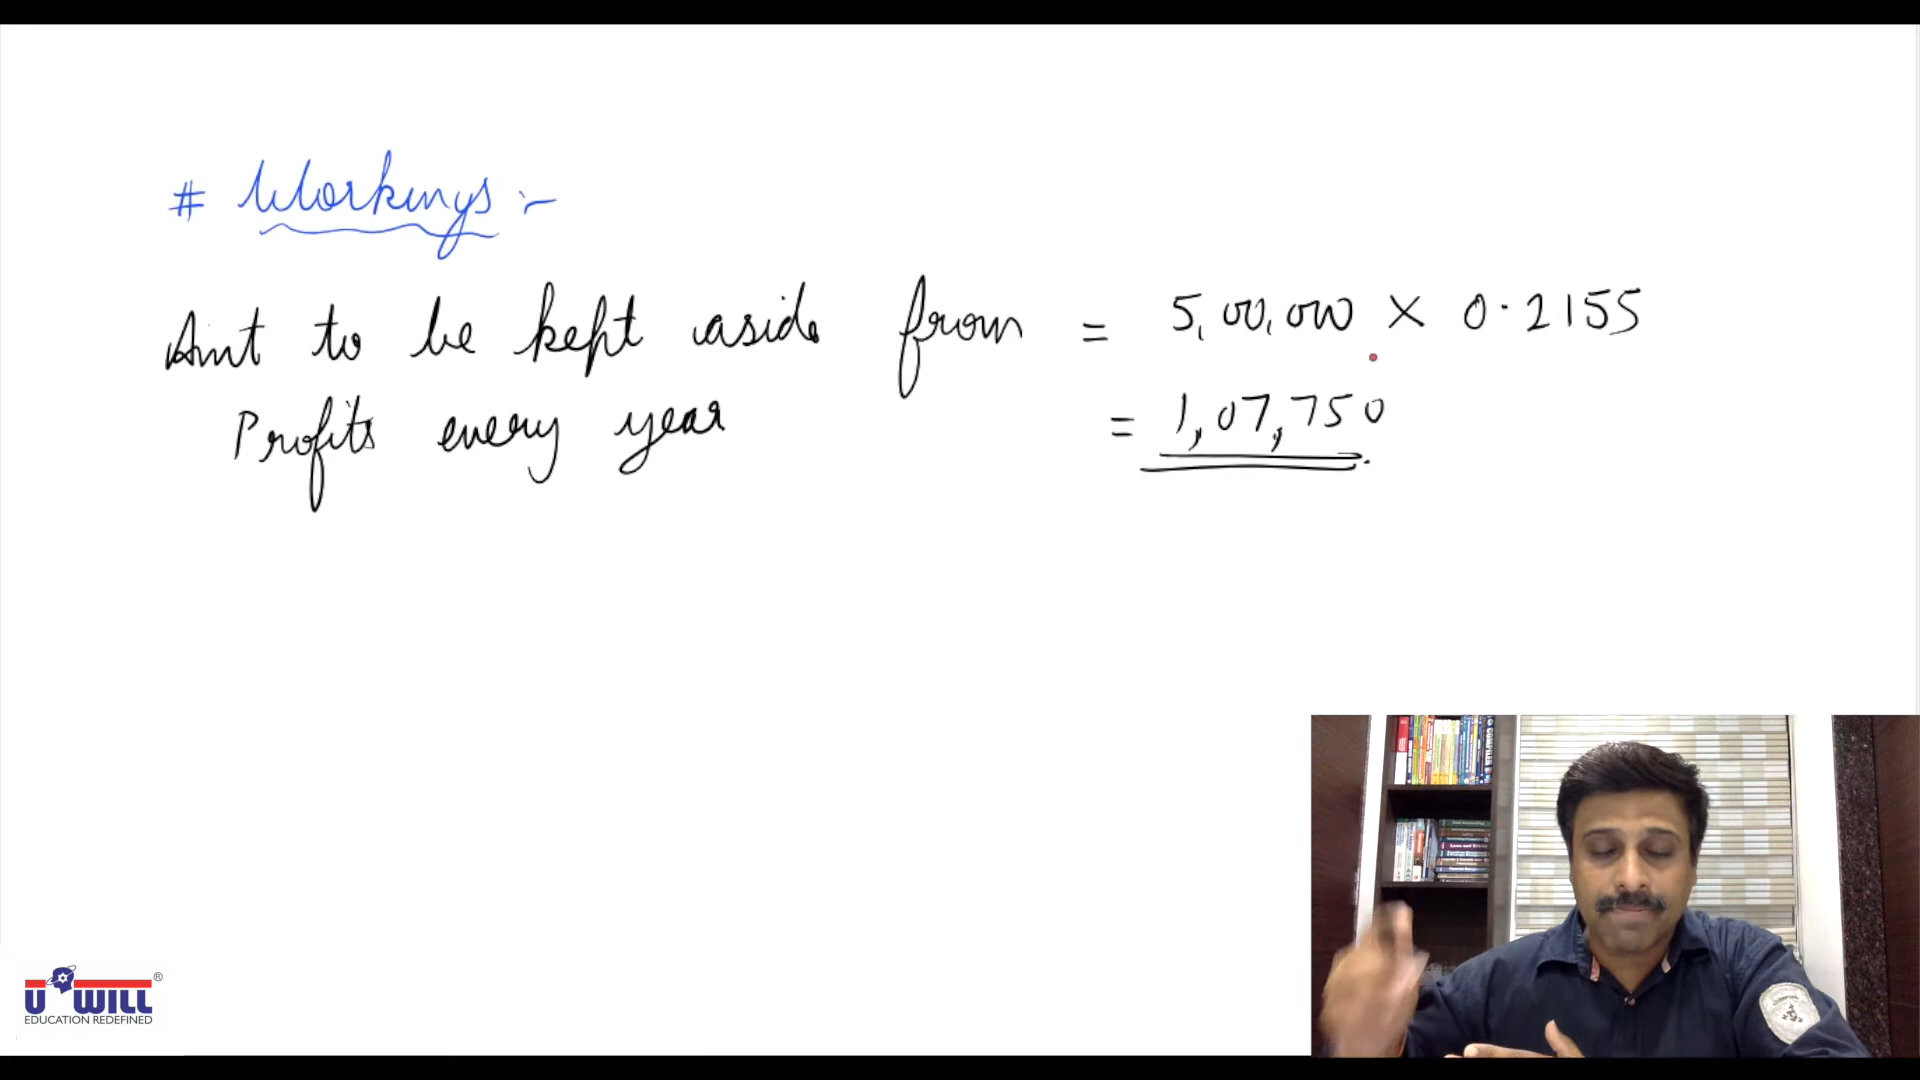 # Workings :-
Amt to be kept aside from = 5,00,000 × 0.2155
Profits every year = 1,07,750
U WILL ®
EDUCATION REDEFINED